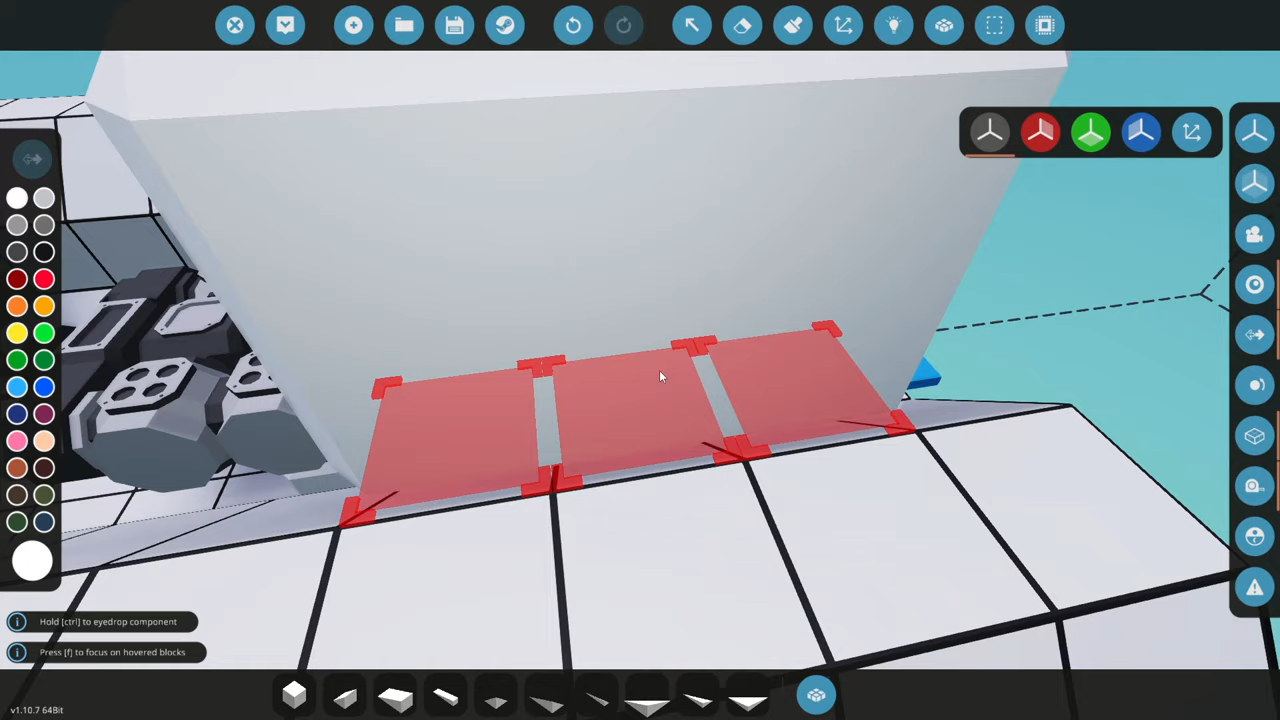 Hold [ctrl] to eyedrop component
Press [f] to focus on hovered blocks
v1.10.7 64Bit